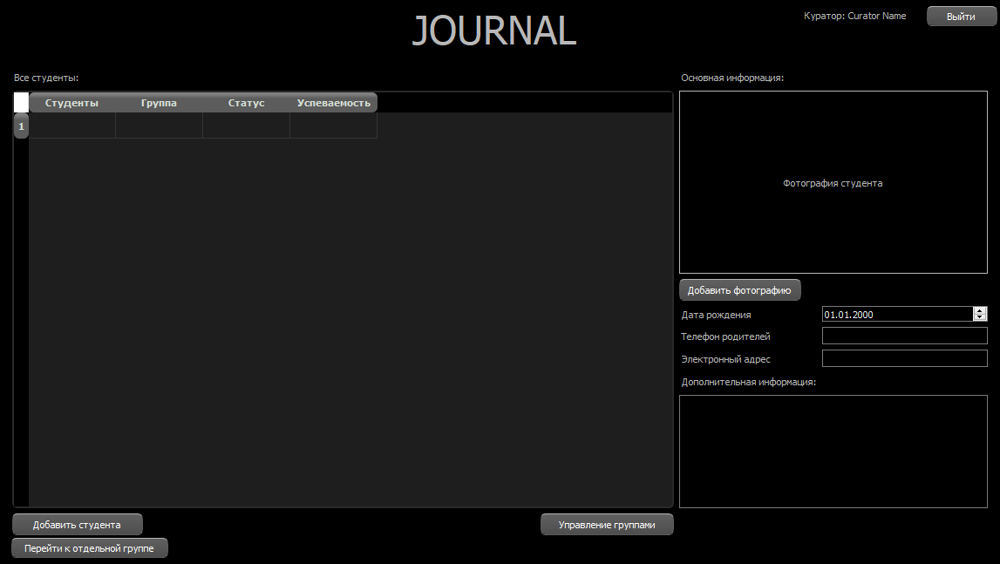 JOURNAL
Куратор: Curator Name
Выйти
Все студенты:
Студенты Группа Статус Успеваемость
1
Основная информация:
Фотография студента
Добавить фотографию
Дата рождения 01.01.2000
Телефон родителей
Электронный адрес
Дополнительная информация:
Добавить студента
Управление группами
Перейти к отдельной группе